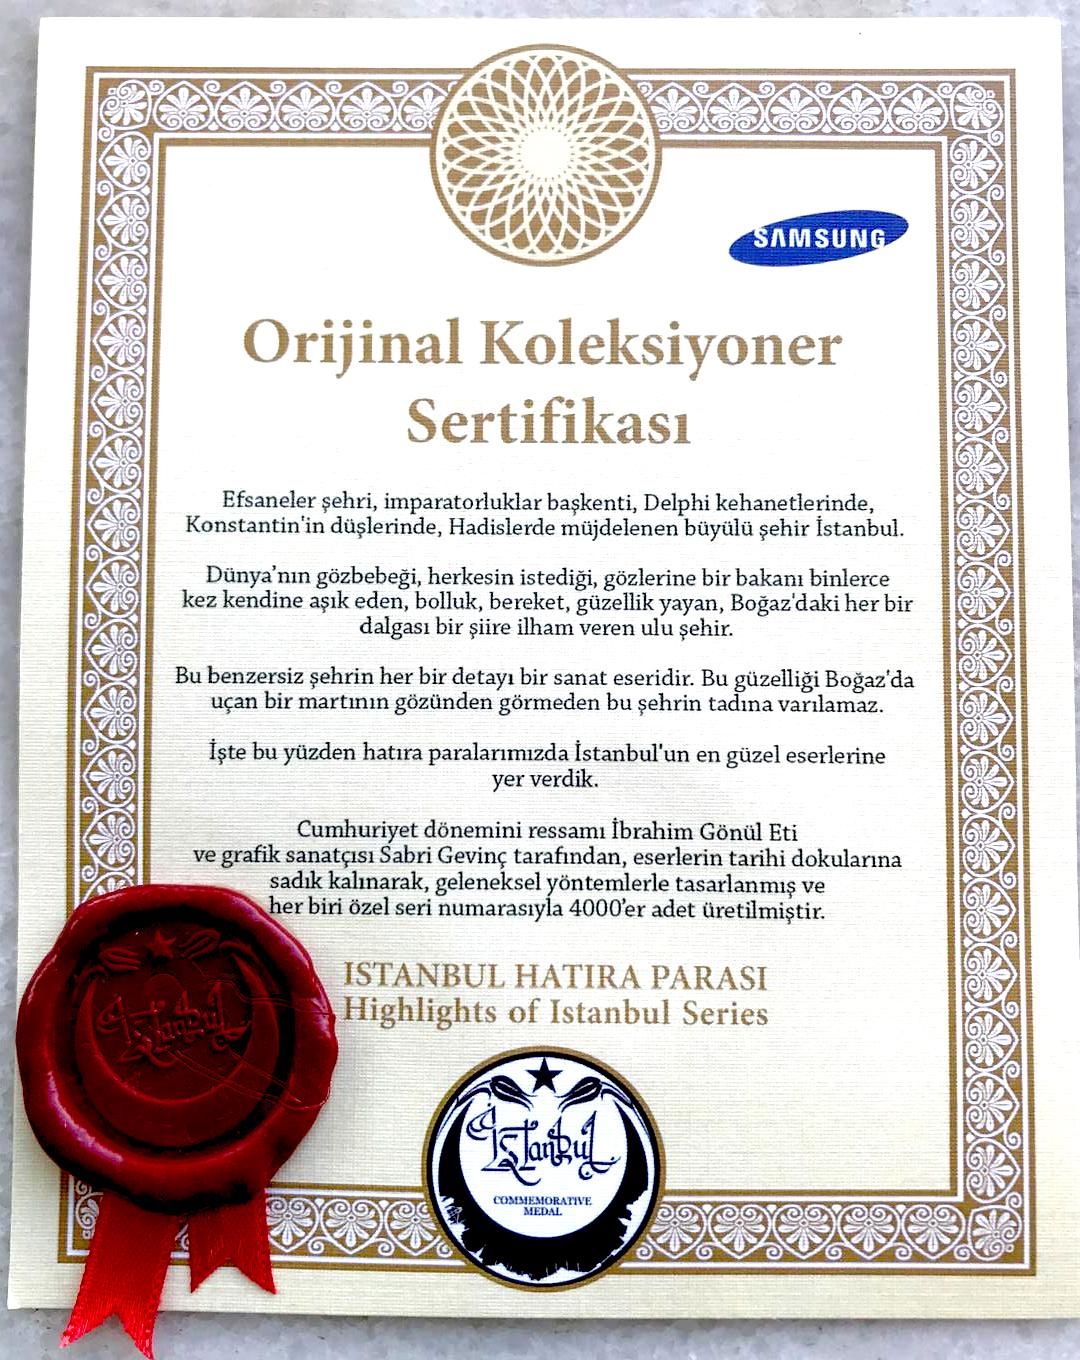 SAMSUNG
Orijinal Koleksiyoner
Sertifikası
Efsaneler şehri, imparatorluklar başkenti, Delphi kehanetlerinde,
Konstantin'in düşlerinde, Hadislerde müjdelenen büyülü şehir İstanbul.
Dünya'nın gözbebeği, herkesin istediği, gözlerine bir bakanı binlerce
kez kendine aşık eden, bolluk, bereket, güzellik yayan, Boğaz'daki her bir
dalgası bir şiire ilham veren ulu şehir.
Bu benzersiz şehrin her bir detayı bir sanat eseridir. Bu güzelliği Boğaz'da
uçan bir martının gözünden görmeden bu şehrin tadına varılamaz.
İşte bu yüzden hatıra paralarımızda İstanbul'un en güzel eserlerine
yer verdik.
Cumhuriyet dönemini ressamı İbrahim Gönül Eti
ve grafik sanatçısı Sabri Gevinç tarafından, eserlerin tarihi dokularına
sadık kalınarak, geleneksel yöntemlerle tasarlanmış ve
her biri özel seri numarasıyla 4000'er adet üretilmiştir.
ISTANBUL HATIRA PARASI
Highlights of Istanbul Series
İstanbul
İstanbul
COMMEMORATIVE
MEDAL